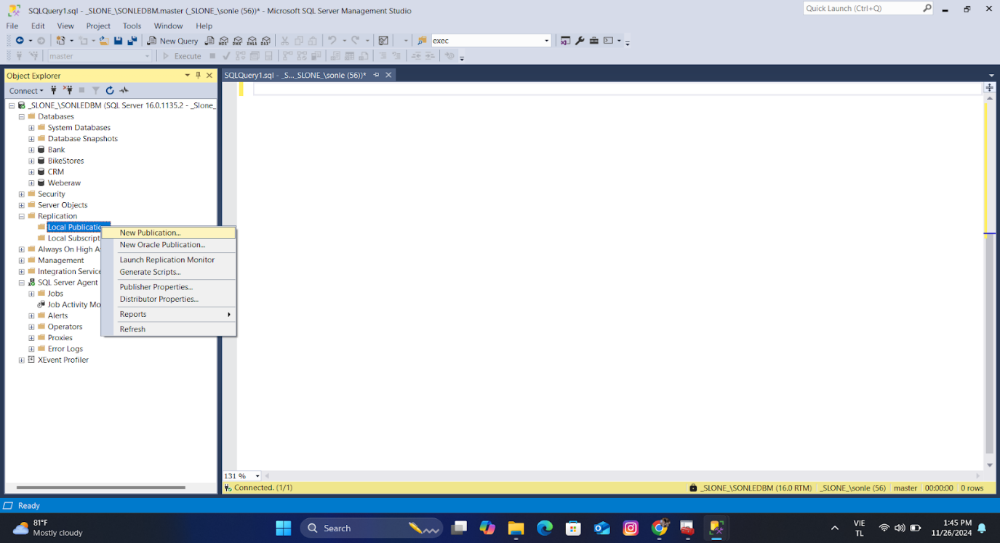 SQLQuery1.sql - _SLONE_\SONLEDBM.master (_SLONE_\sonle (56))* - Microsoft SQL Server Management Studio
Quick Launch (Ctrl+Q)
File Edit View Project Tools Window Help
New Query
exec
master
Execute
Object Explorer
Connect
_SLONE_\SONLEDBM (SQL Server 16.0.1135.2 - _Slone_
Databases
System Databases
Database Snapshots
Bank
BikeStores
CRM
Weberaw
Security
Server Objects
Replication
Local Publicatio
Local Subscript
Always On High A
Management
Integration Service
SQL Server Agent
Jobs
Job Activity Mo
Alerts
Operators
Proxies
Error Logs
XEvent Profiler
New Publication...
New Oracle Publication...
Launch Replication Monitor
Generate Scripts...
Publisher Properties...
Distributor Properties...
Reports
Refresh
SQLQuery1.sql - _S..._SLONE_\sonle (56))*
131 %
Connected. (1/1)
_SLONE_\SONLEDBM (16.0 RTM) _SLONE_\sonle (56) master 00:00:00 0 rows
Ready
81°F
Mostly cloudy
Search
VIE
TL
1:45 PM
11/26/2024